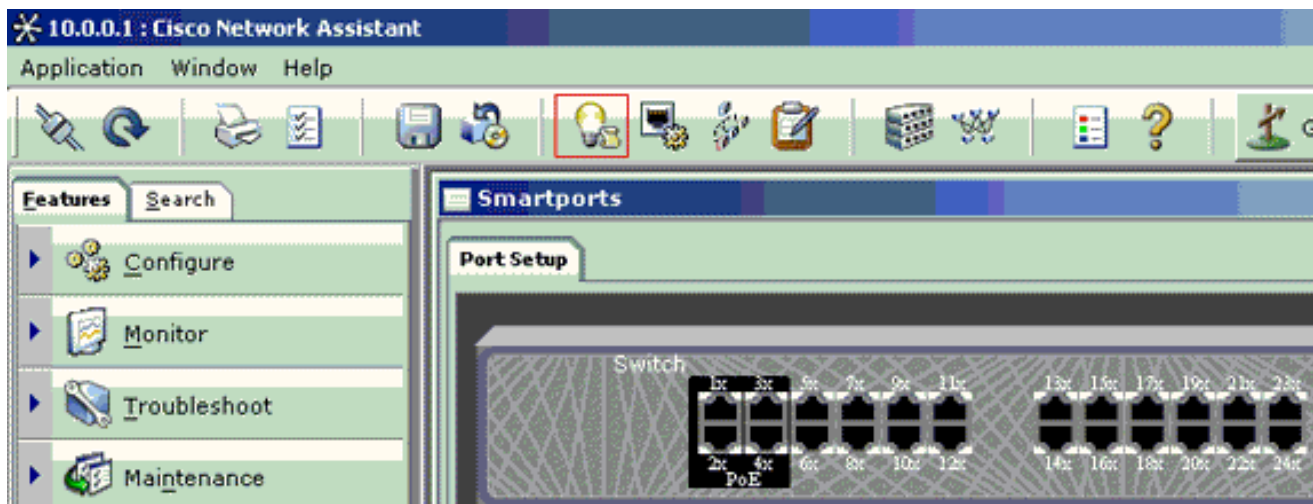 10.0.0.1 : Cisco Network Assistant
Application Window Help
Features Search
Configure
Monitor
Troubleshoot
Maintenance
Smartports
Port Setup
Switch
1x 3x 5x 7x 9x 11x 13x 15x 17x 19x 21x 23x
2x 4x 6x 8x 10x 12x 14x 16x 18x 20x 22x 24x
PoE